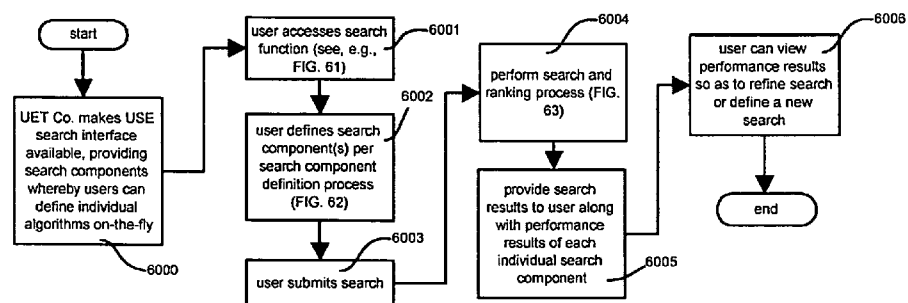 start
UET Co. makes USE
search interface
available, providing
search components
whereby users can
define individual
algorithms on-the-fly
6000
user accesses search
function (see, e.g.,
FIG. 61)
6001
user defines search
component(s) per
search component
definition process
(FIG. 62)
6002
user submits search
6003
perform search and
ranking process (FIG.
63)
6004
provide search
results to user along
with performance
results of each
individual search
component
6005
user can view
performance results
so as to refine search
or define a new
search
6006
end